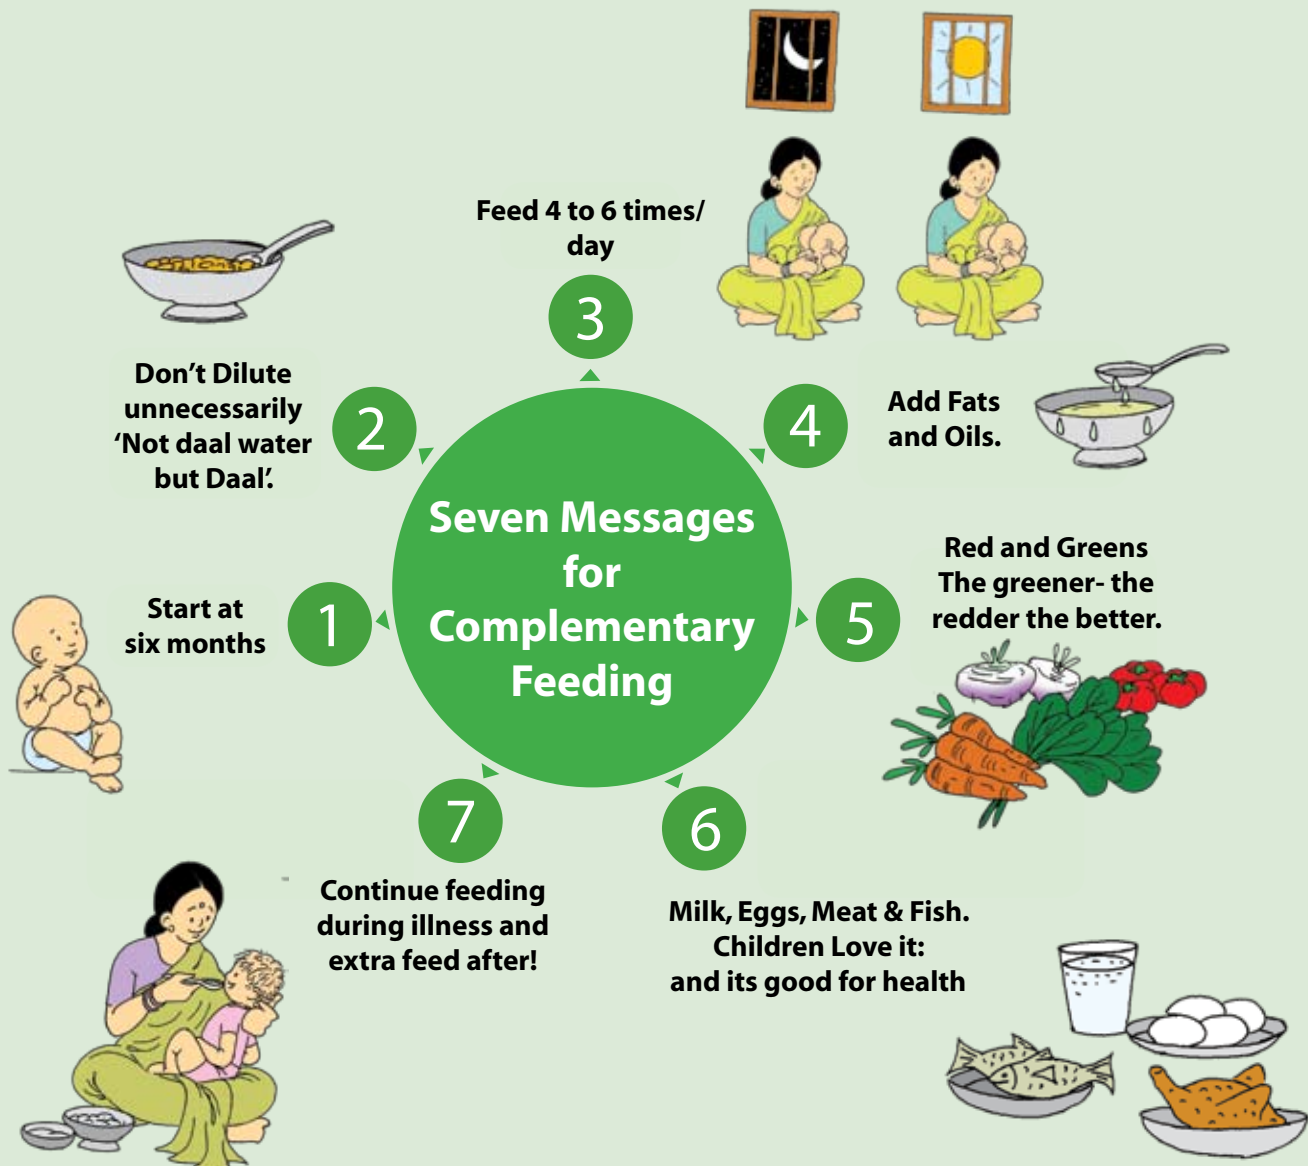 Seven Messages
for
Complementary
Feeding
1
Start at
six months
2
Don’t Dilute
unnecessarily
‘Not daal water
but Daal’.
3
Feed 4 to 6 times/
day
4
Add Fats
and Oils.
5
Red and Greens
The greener- the
redder the better.
6
Milk, Eggs, Meat & Fish.
Children Love it:
and its good for health
7
Continue feeding
during illness and
extra feed after!